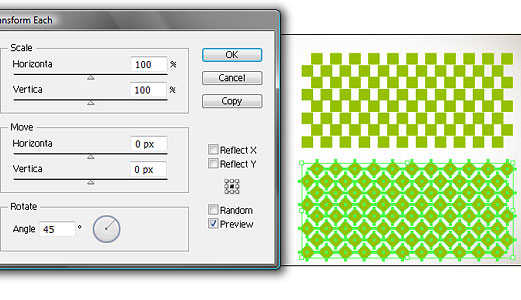 ansform Each
Scale
Horizonta 100 %
Vertica 100 %
Move
Horizonta 0 px
Vertica 0 px
Rotate
Angle 45 °
OK
Cancel
Copy
Reflect X
Reflect Y
Random
Preview